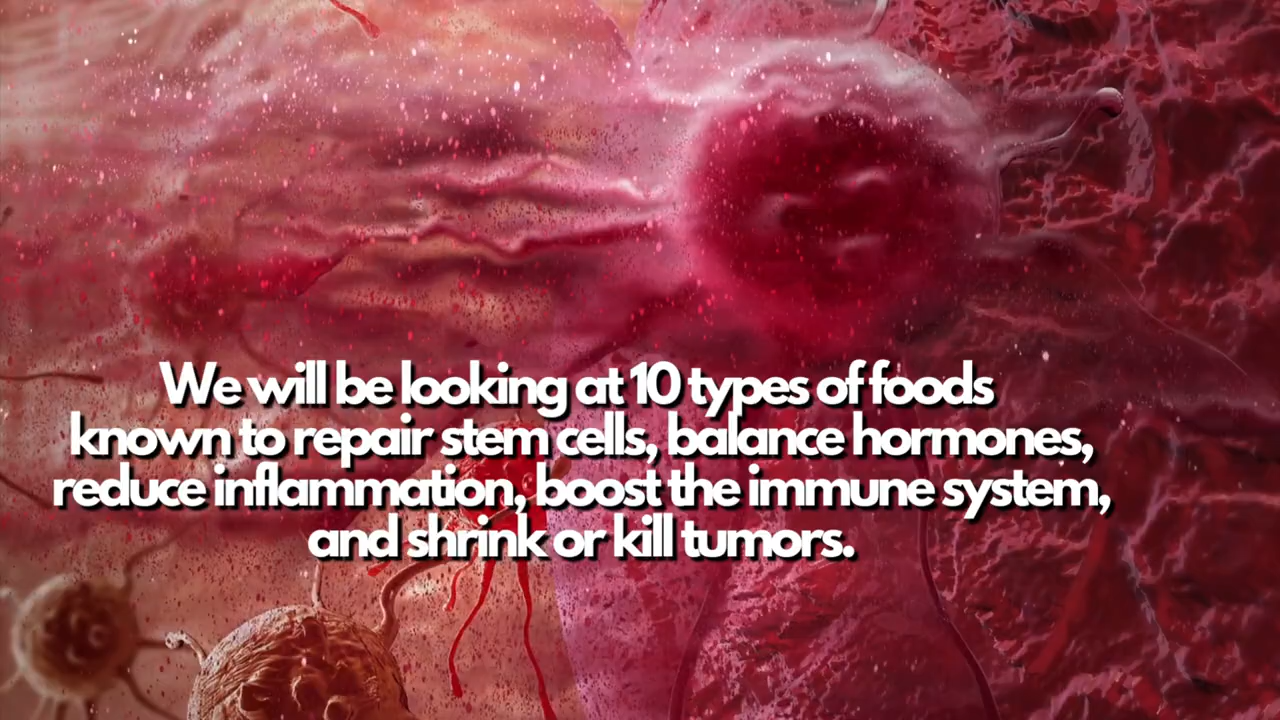 We will be looking at 10 types of foods
known to repair stem cells, balance hormones,
reduce inflammation, boost the immune system,
and shrink or kill tumors.